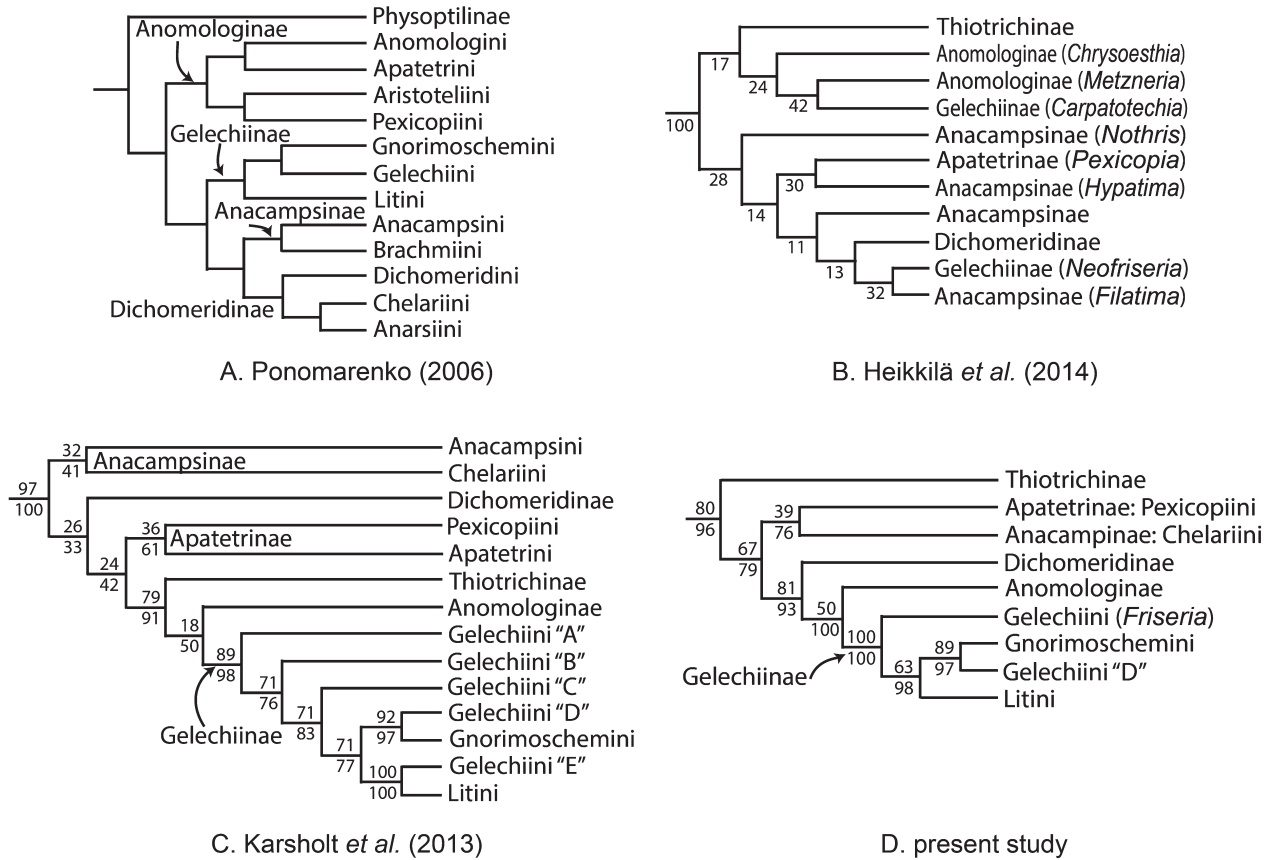 Physoptilinae
Anomologinae
Anomologini
Apatetrini
Aristoteliini
Pexicopiini
Gelechiinae
Gnorimoschemini
Gelechiini
Litini
Anacampsinae
Anacampsini
Brachmiini
Dichomeridini
Dichomeridinae
Chelariini
Anarsiini
A. Ponomarenko (2006)
Thiotrichinae
17
Anomologinae (Chrysoesthia)
24
Anomologinae (Metzneria)
42
Gelechiinae (Carpatotechia)
100
Anacampsinae (Nothris)
28
Apatetrinae (Pexicopia)
30
Anacampsinae (Hypatima)
14
Anacampsinae
11
Dichomeridinae
13
Gelechiinae (Neofriseria)
32
Anacampsinae (Filatima)
B. Heikkilä et al. (2014)
Anacampsini
32
Anacampsinae
41
Chelariini
97
100
Dichomeridinae
26
33
Pexicopiini
36
Apatetrinae
61
Apatetrini
24
42
Thiotrichinae
79
91
Anomologinae
18
50
Gelechiini "A"
89
98
Gelechiini "B"
71
76
Gelechiini "C"
71
83
Gelechiini "D"
92
97
Gnorimoschemini
Gelechiinae
71
77
Gelechiini "E"
100
100
Litini
C. Karsholt et al. (2013)
Thiotrichinae
80
96
Apatetrinae: Pexicopiini
39
76
Anacampinae: Chelariini
67
79
Dichomeridinae
81
93
Anomologinae
50
100
Gelechiini (Friseria)
100
100
Gelechiinae
Gnorimoschemini
89
97
Gelechiini "D"
63
98
Litini
D. present study